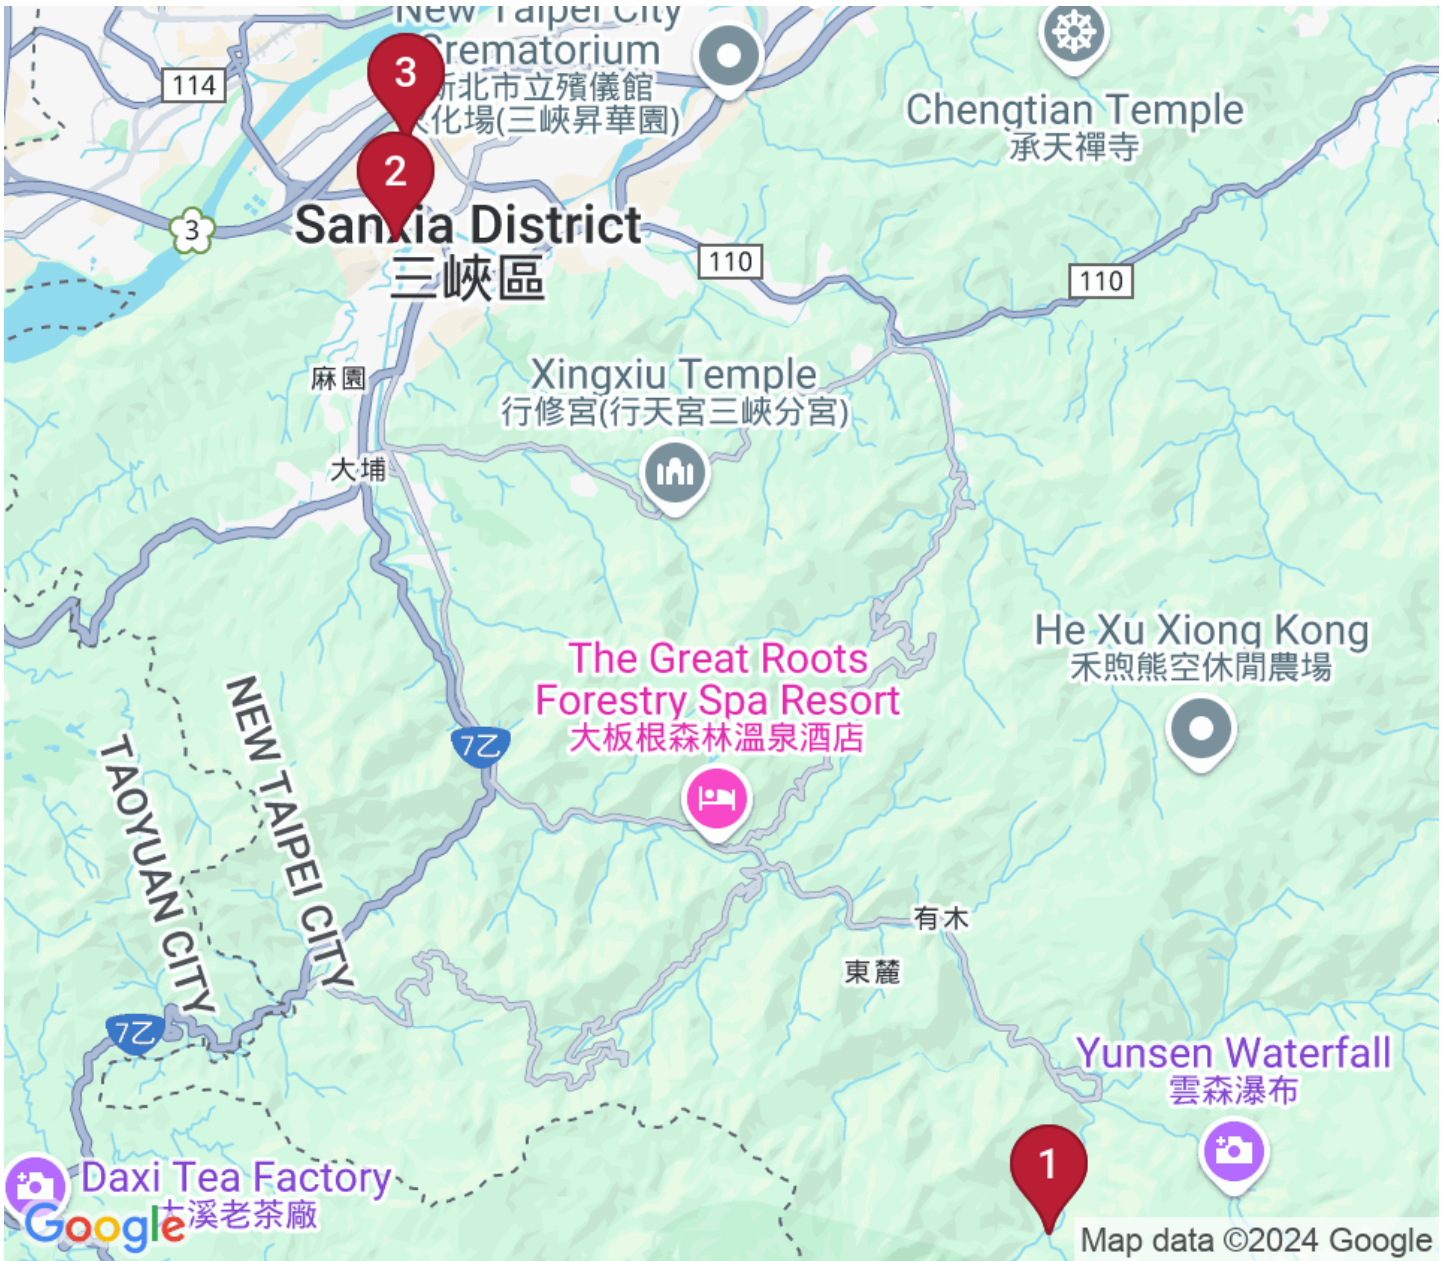 New Taipei City
Crematorium
新北市立殯儀館
火化場(三峽昇華園)
3
114
2
3
Sanxia District
三峽區
Chengtian Temple
承天禪寺
110
110
麻園
Xingxiu Temple
行修宮(行天宮三峽分宮)
大埔
He Xu Xiong Kong
禾煦熊空休閒農場
The Great Roots
Forestry Spa Resort
大板根森林溫泉酒店
NEW TAIPEI CITY
TAOYUAN CITY
7乙
有木
東麓
7乙
Yunsen Waterfall
雲森瀑布
1
Daxi Tea Factory
大溪老茶廠
Google
Map data ©2024 Google